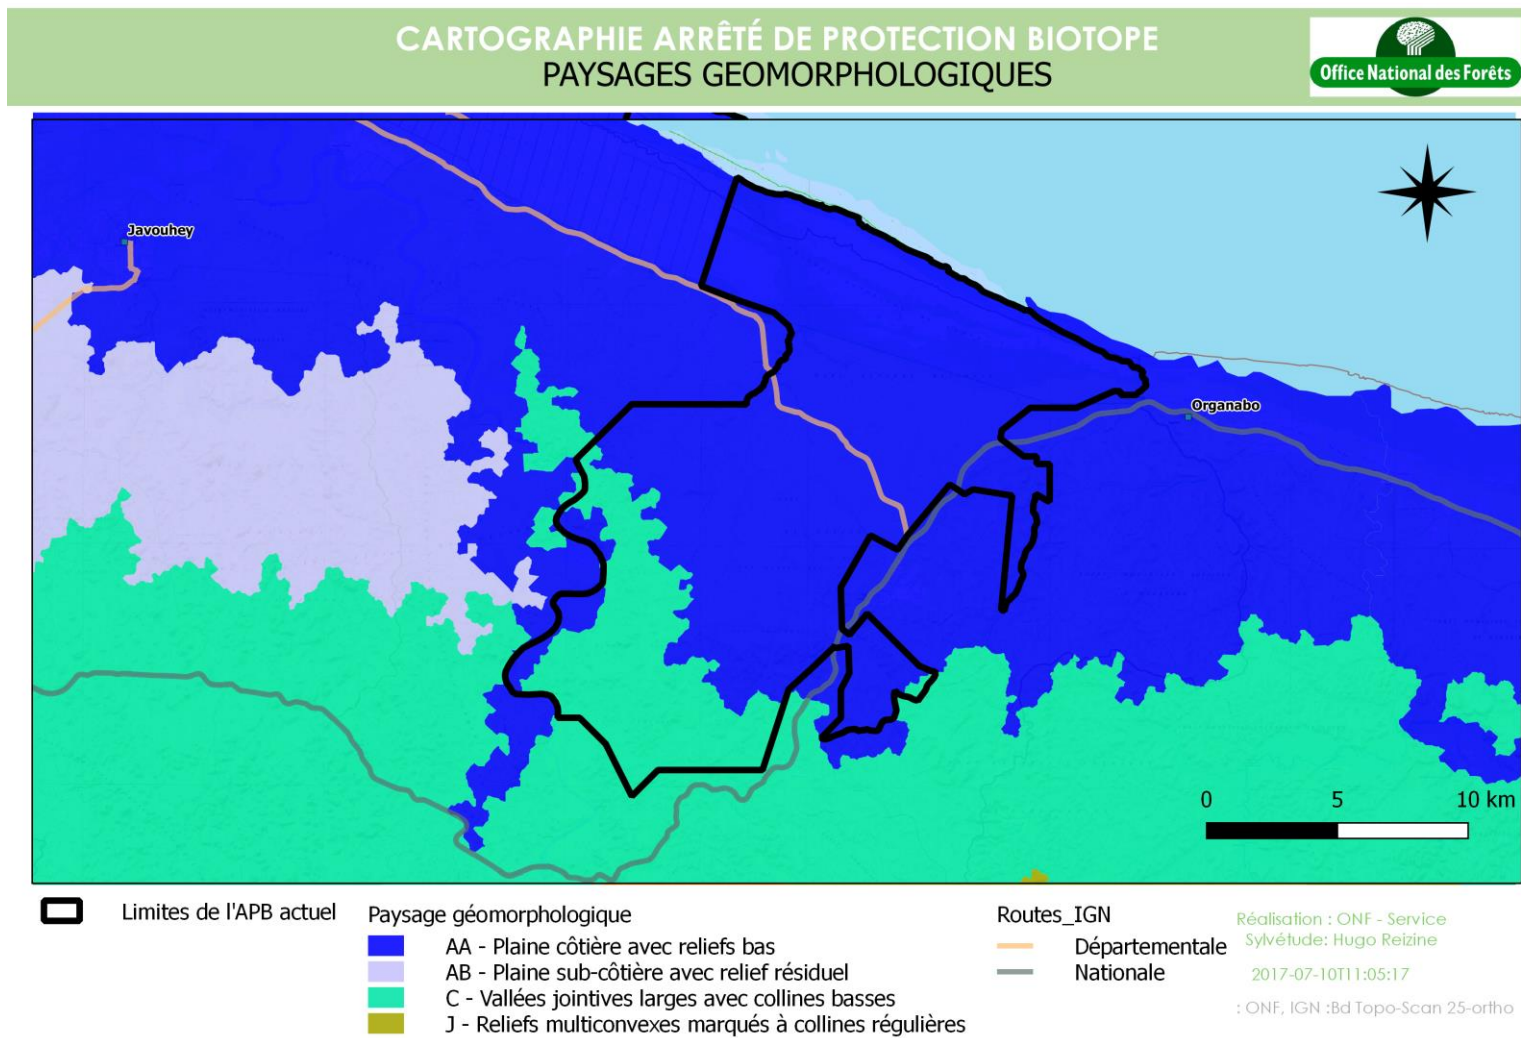 CARTOGRAPHIE ARRÊTÉ DE PROTECTION BIOTOPE
PAYSAGES GEOMORPHOLOGIQUES
Office National des Forêts
Javouhey
Organabo
0 5 10 km
Limites de l'APB actuel
Paysage géomorphologique
AA - Plaine côtière avec reliefs bas
AB - Plaine sub-côtière avec relief résiduel
C - Vallées jointives larges avec collines basses
J - Reliefs multiconvexes marqués à collines régulières
Routes_IGN
Départementale
Nationale
Réalisation : ONF - Service
Sylvétude: Hugo Reizine
2017-07-10T11:05:17
: ONF, IGN :Bd Topo-Scan 25-ortho